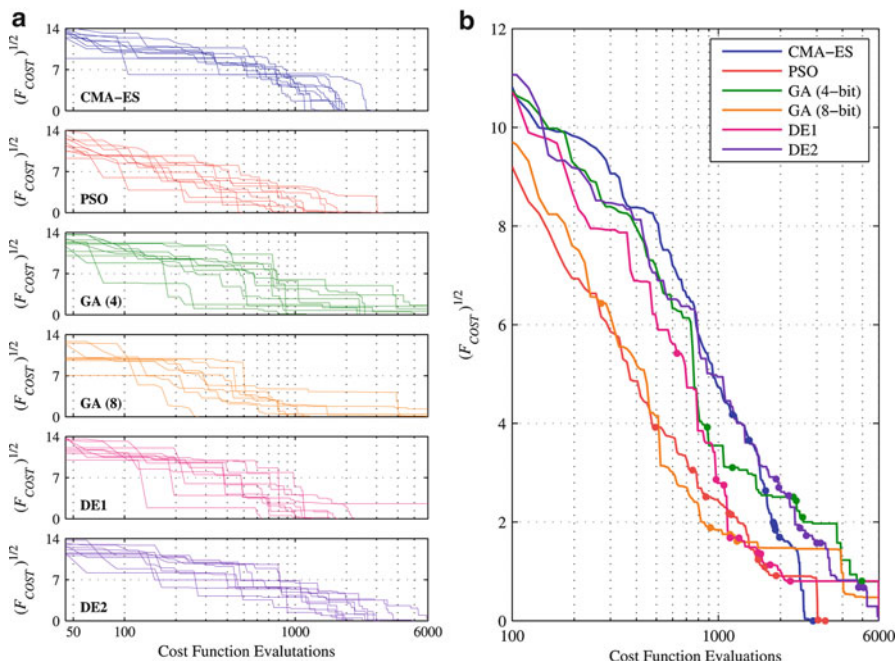 a
14
7
0
(F_COST)^1/2
CMA−ES
14
7
0
(F_COST)^1/2
PSO
14
7
0
(F_COST)^1/2
GA (4)
14
7
0
(F_COST)^1/2
GA (8)
14
7
0
(F_COST)^1/2
DE1
14
7
0
(F_COST)^1/2
DE2
50 100 1000 6000
Cost Function Evalutations
b
12
10
8
6
4
2
0
(F_COST)^1/2
CMA−ES
PSO
GA (4−bit)
GA (8−bit)
DE1
DE2
100 1000 6000
Cost Function Evaluations